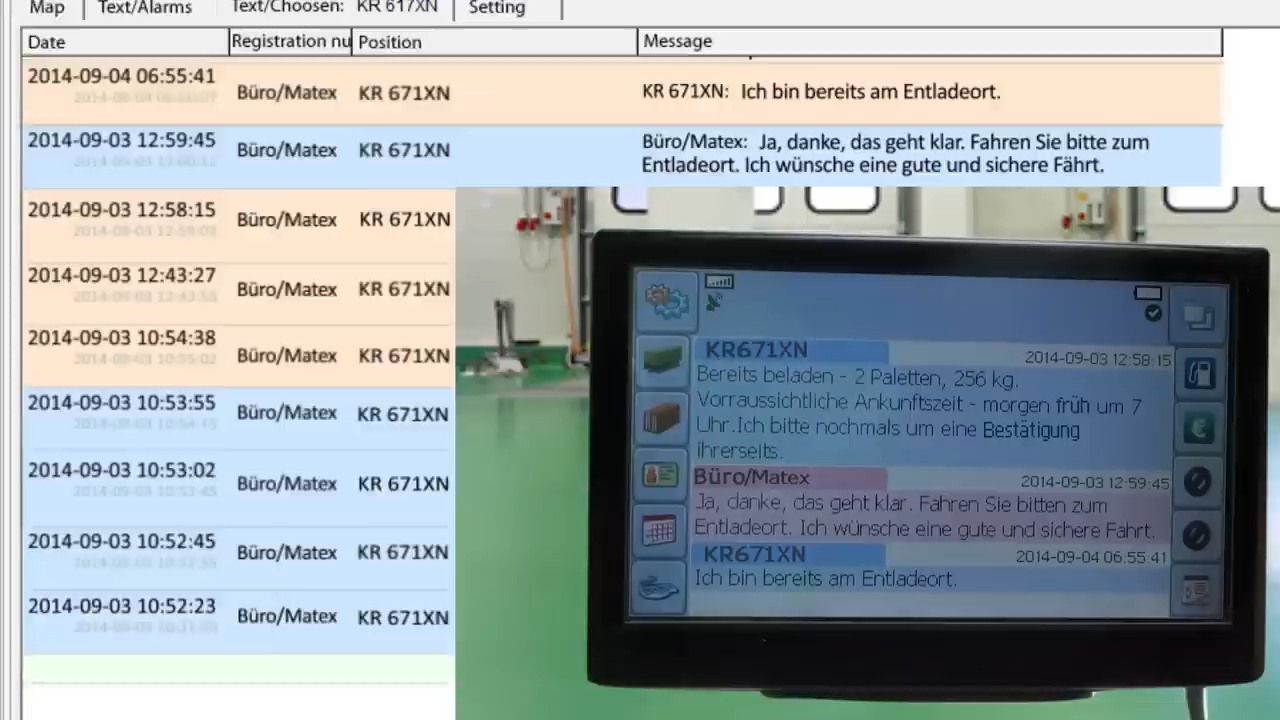 Map Text/Alarms Text/Choosen: KR 617XN Setting
Date Registration nu Position Message
2014-09-04 06:55:41 Büro/Matex KR 671XN KR 671XN: Ich bin bereits am Entladeort.
2014-09-03 12:59:45 Büro/Matex KR 671XN Büro/Matex: Ja, danke, das geht klar. Fahren Sie bitte zum
Entladeort. Ich wünsche eine gute und sichere Fährt.
2014-09-03 12:58:15 Büro/Matex KR 671XN
2014-09-03 12:43:27 Büro/Matex KR 671XN
2014-09-03 10:54:38 Büro/Matex KR 671XN
2014-09-03 10:53:55 Büro/Matex KR 671XN
2014-09-03 10:53:02 Büro/Matex KR 671XN
2014-09-03 10:52:45 Büro/Matex KR 671XN
2014-09-03 10:52:23 Büro/Matex KR 671XN
KR671XN 2014-09-03 12:58:15
Bereits beladen - 2 Paletten, 256 kg.
Vorraussichtliche Ankunftszeit - morgen früh um 7
Uhr.Ich bitte nochmals um eine Bestätigung
ihrerseits.
Büro/Matex 2014-09-03 12:59:45
Ja, danke, das geht klar. Fahren Sie bitten zum
Entladeort. Ich wünsche eine gute und sichere Fahrt.
KR671XN 2014-09-04 06:55:41
Ich bin bereits am Entladeort.